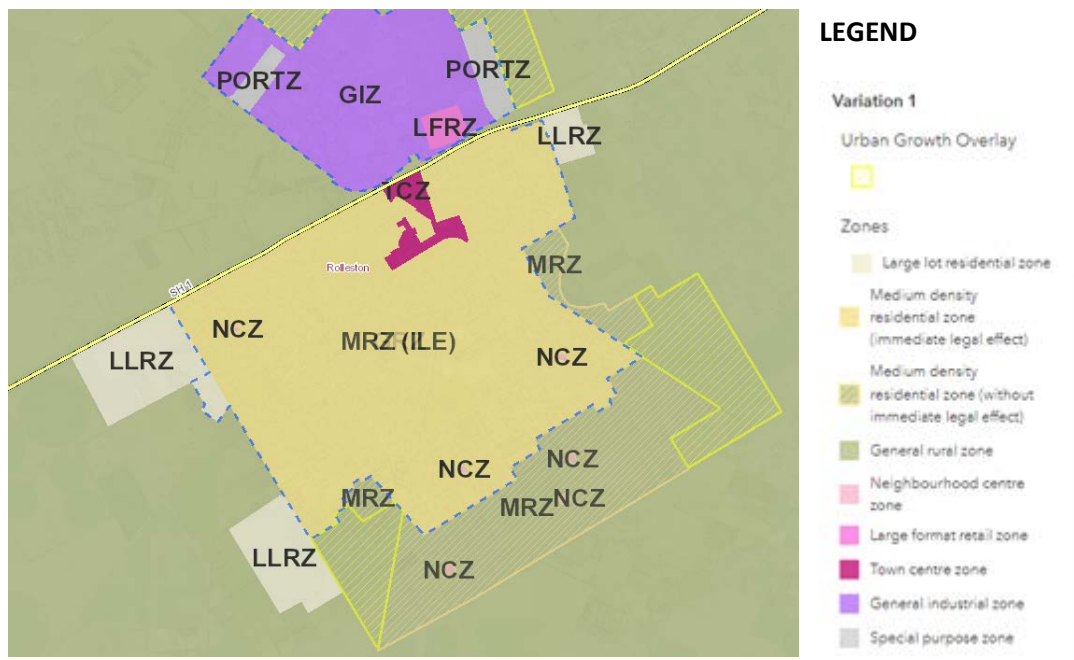 PORTZ
GIZ
PORTZ
LFRZ
LLRZ
TCZ
MRZ
Rolleston
SH 1
NCZ
MRZ (ILE)
NCZ
LLRZ
NCZ
NCZ
MRZ
MRZ
NCZ
LLRZ
NCZ
LEGEND
Variation 1
Urban Growth Overlay
Zones
Large lot residential zone
Medium density
residential zone
(immediate legal effect)
Medium density
residential zone (without
immediate legal effect)
General rural zone
Neighbourhood centre
zone
Large format retail zone
Town centre zone
General industrial zone
Special purpose zone